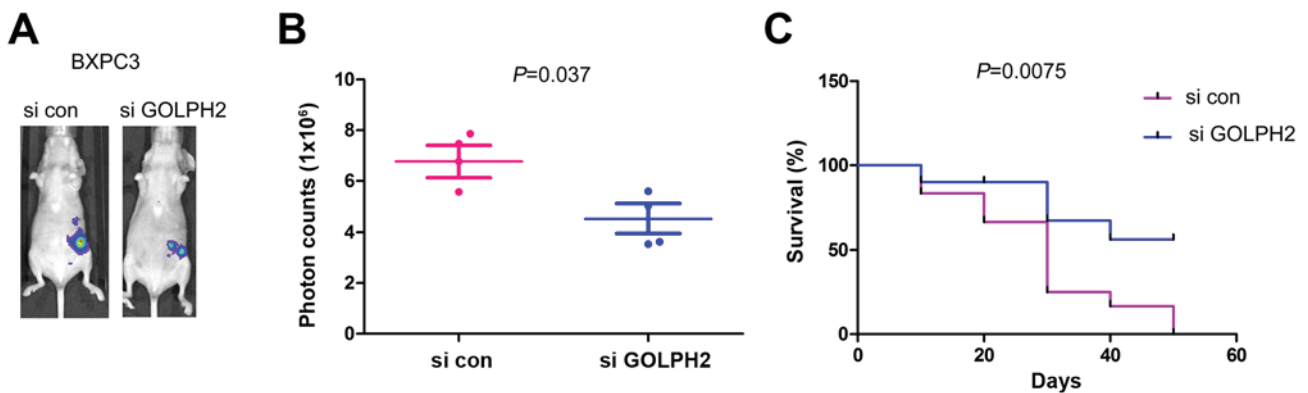 A
BXPC3
si con
si GOLPH2
B
P=0.037
Photon counts (1x10⁶)
10
8
6
4
2
0
si con
si GOLPH2
C
P=0.0075
si con
si GOLPH2
Survival (%)
150
100
50
0
0
20
40
60
Days